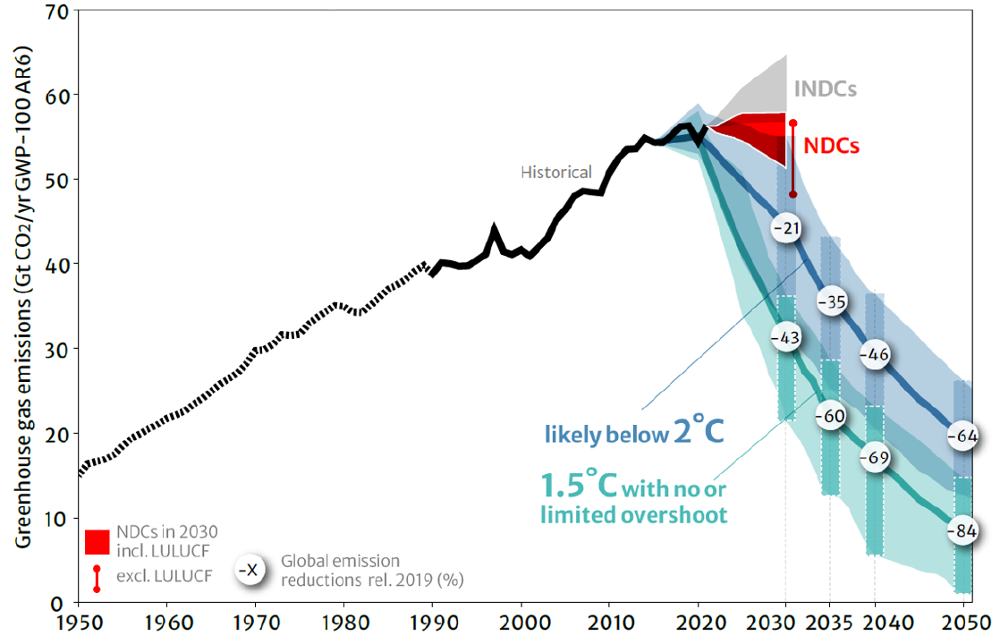 70
60
50
40
30
20
10
0
Greenhouse gas emissions (Gt CO2/yr GWP-100 AR6)
INDCs
NDCs
Historical
-21
-35
-43
-46
-60
-64
-69
-84
likely below 2°C
1.5°C with no or
limited overshoot
NDCs in 2030
incl. LULUCF
excl. LULUCF
-X
Global emission
reductions rel. 2019 (%)
1950 1960 1970 1980 1990 2000 2010 2020 2030 2035 2040 2050